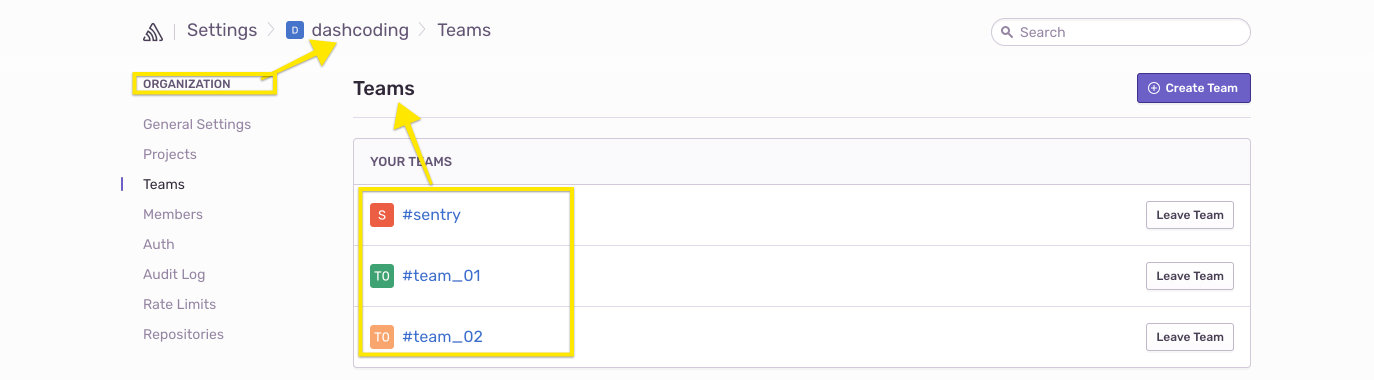 Settings > D dashcoding > Teams
Search
ORGANIZATION
Teams
Create Team
General Settings
Projects
Teams
Members
Auth
Audit Log
Rate Limits
Repositories
YOUR TEAMS
S #sentry Leave Team
T0 #team_01 Leave Team
T0 #team_02 Leave Team